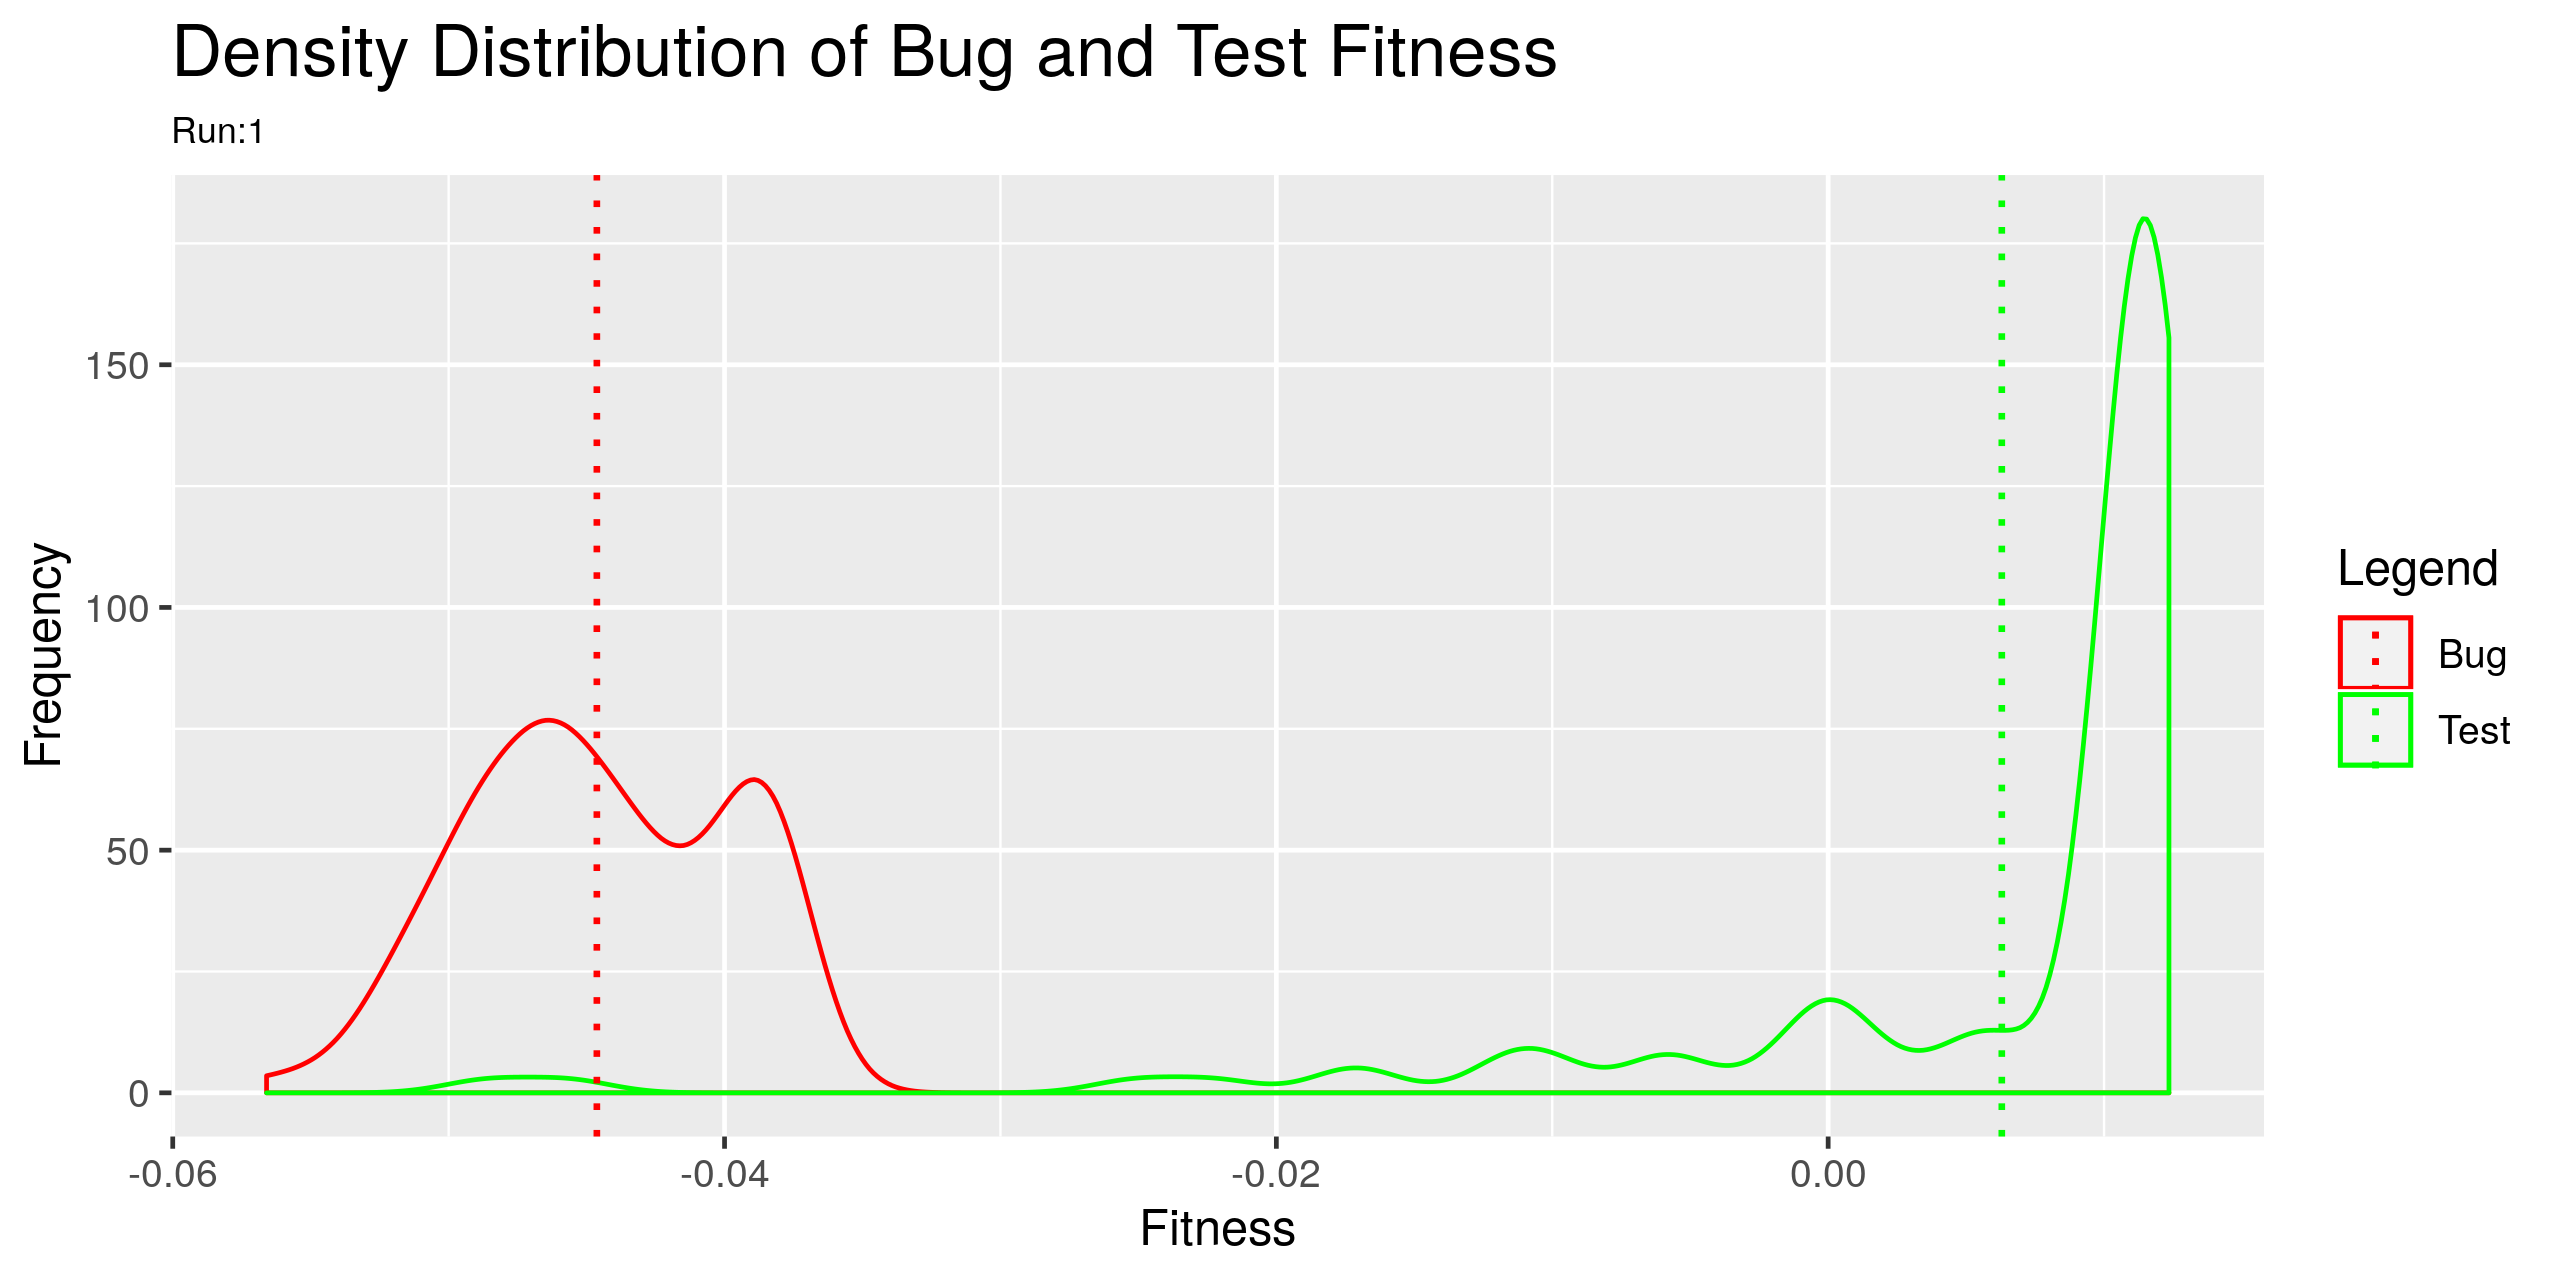 Density Distribution of Bug and Test Fitness
Run:1
Frequency
150
100
50
0
-0.06
-0.04
-0.02
0.00
Fitness
Legend
Bug
Test